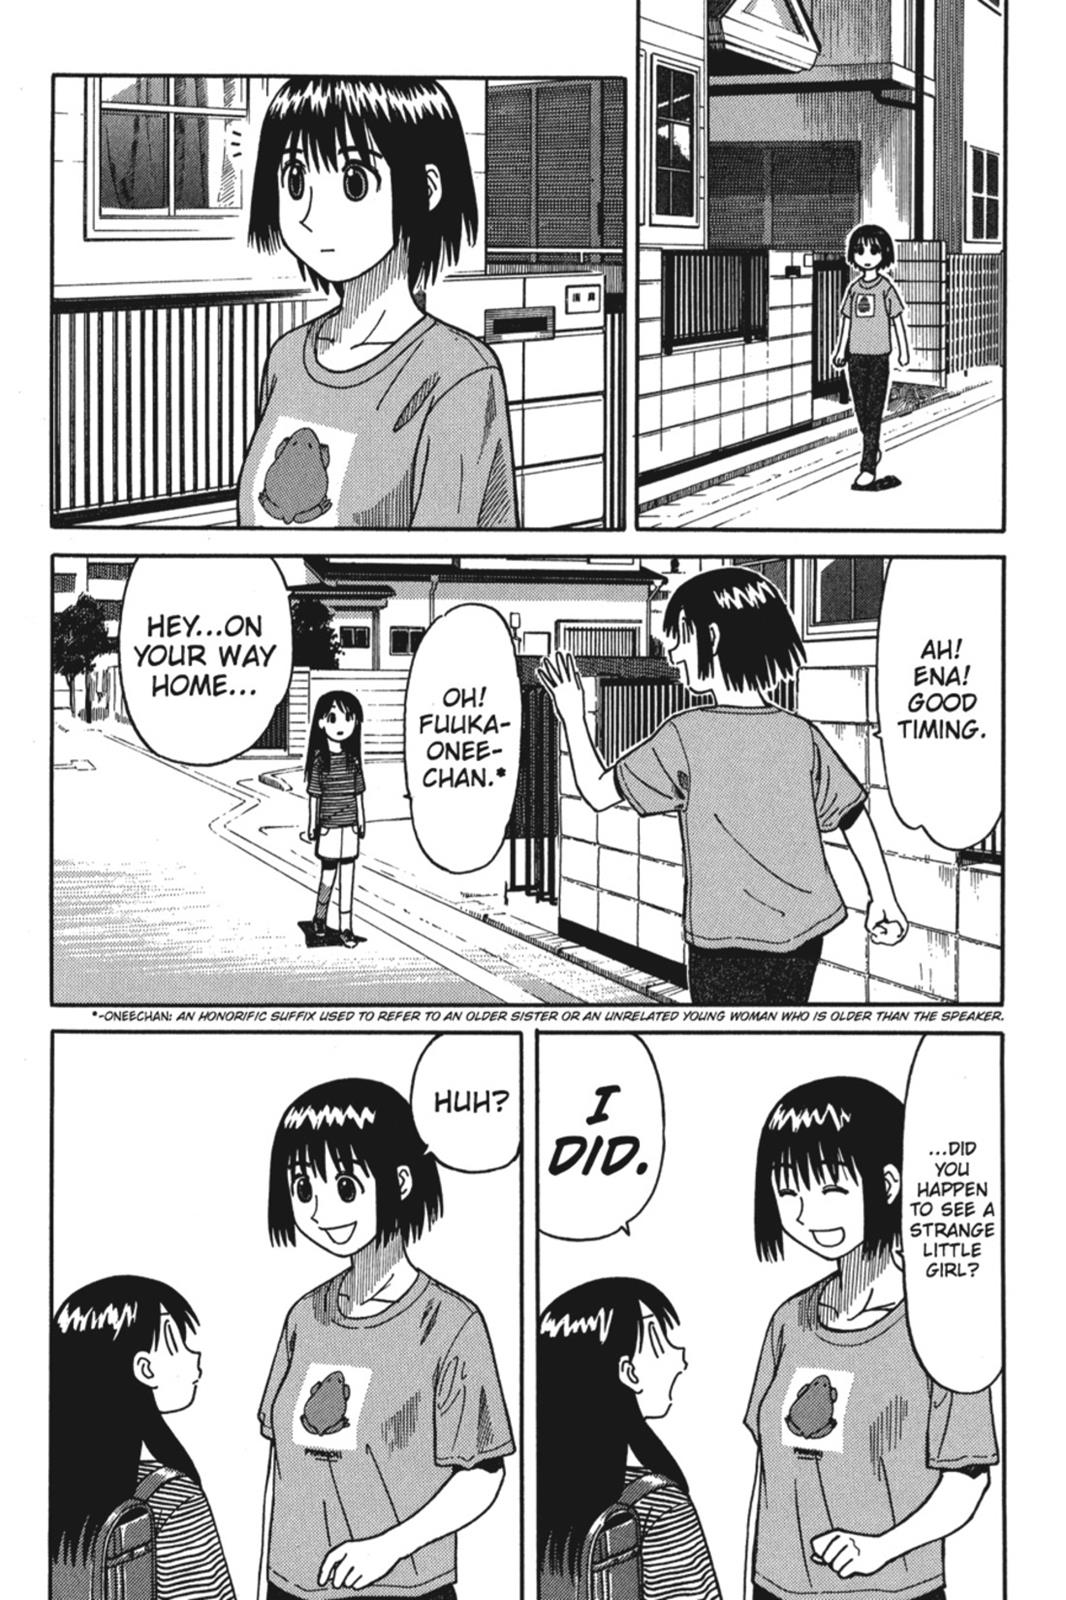 AH!
ENA!
GOOD
TIMING.
OH!
FUUKA-
ONEE-
CHAN.*
HEY...ON
YOUR WAY
HOME...
*-ONEECHAN: AN HONORIFIC SUFFIX USED TO REFER TO AN OLDER SISTER OR AN UNRELATED YOUNG WOMAN WHO IS OLDER THAN THE SPEAKER.
...DID
YOU
HAPPEN
TO SEE A
STRANGE
LITTLE
GIRL?
I
DID.
HUH?